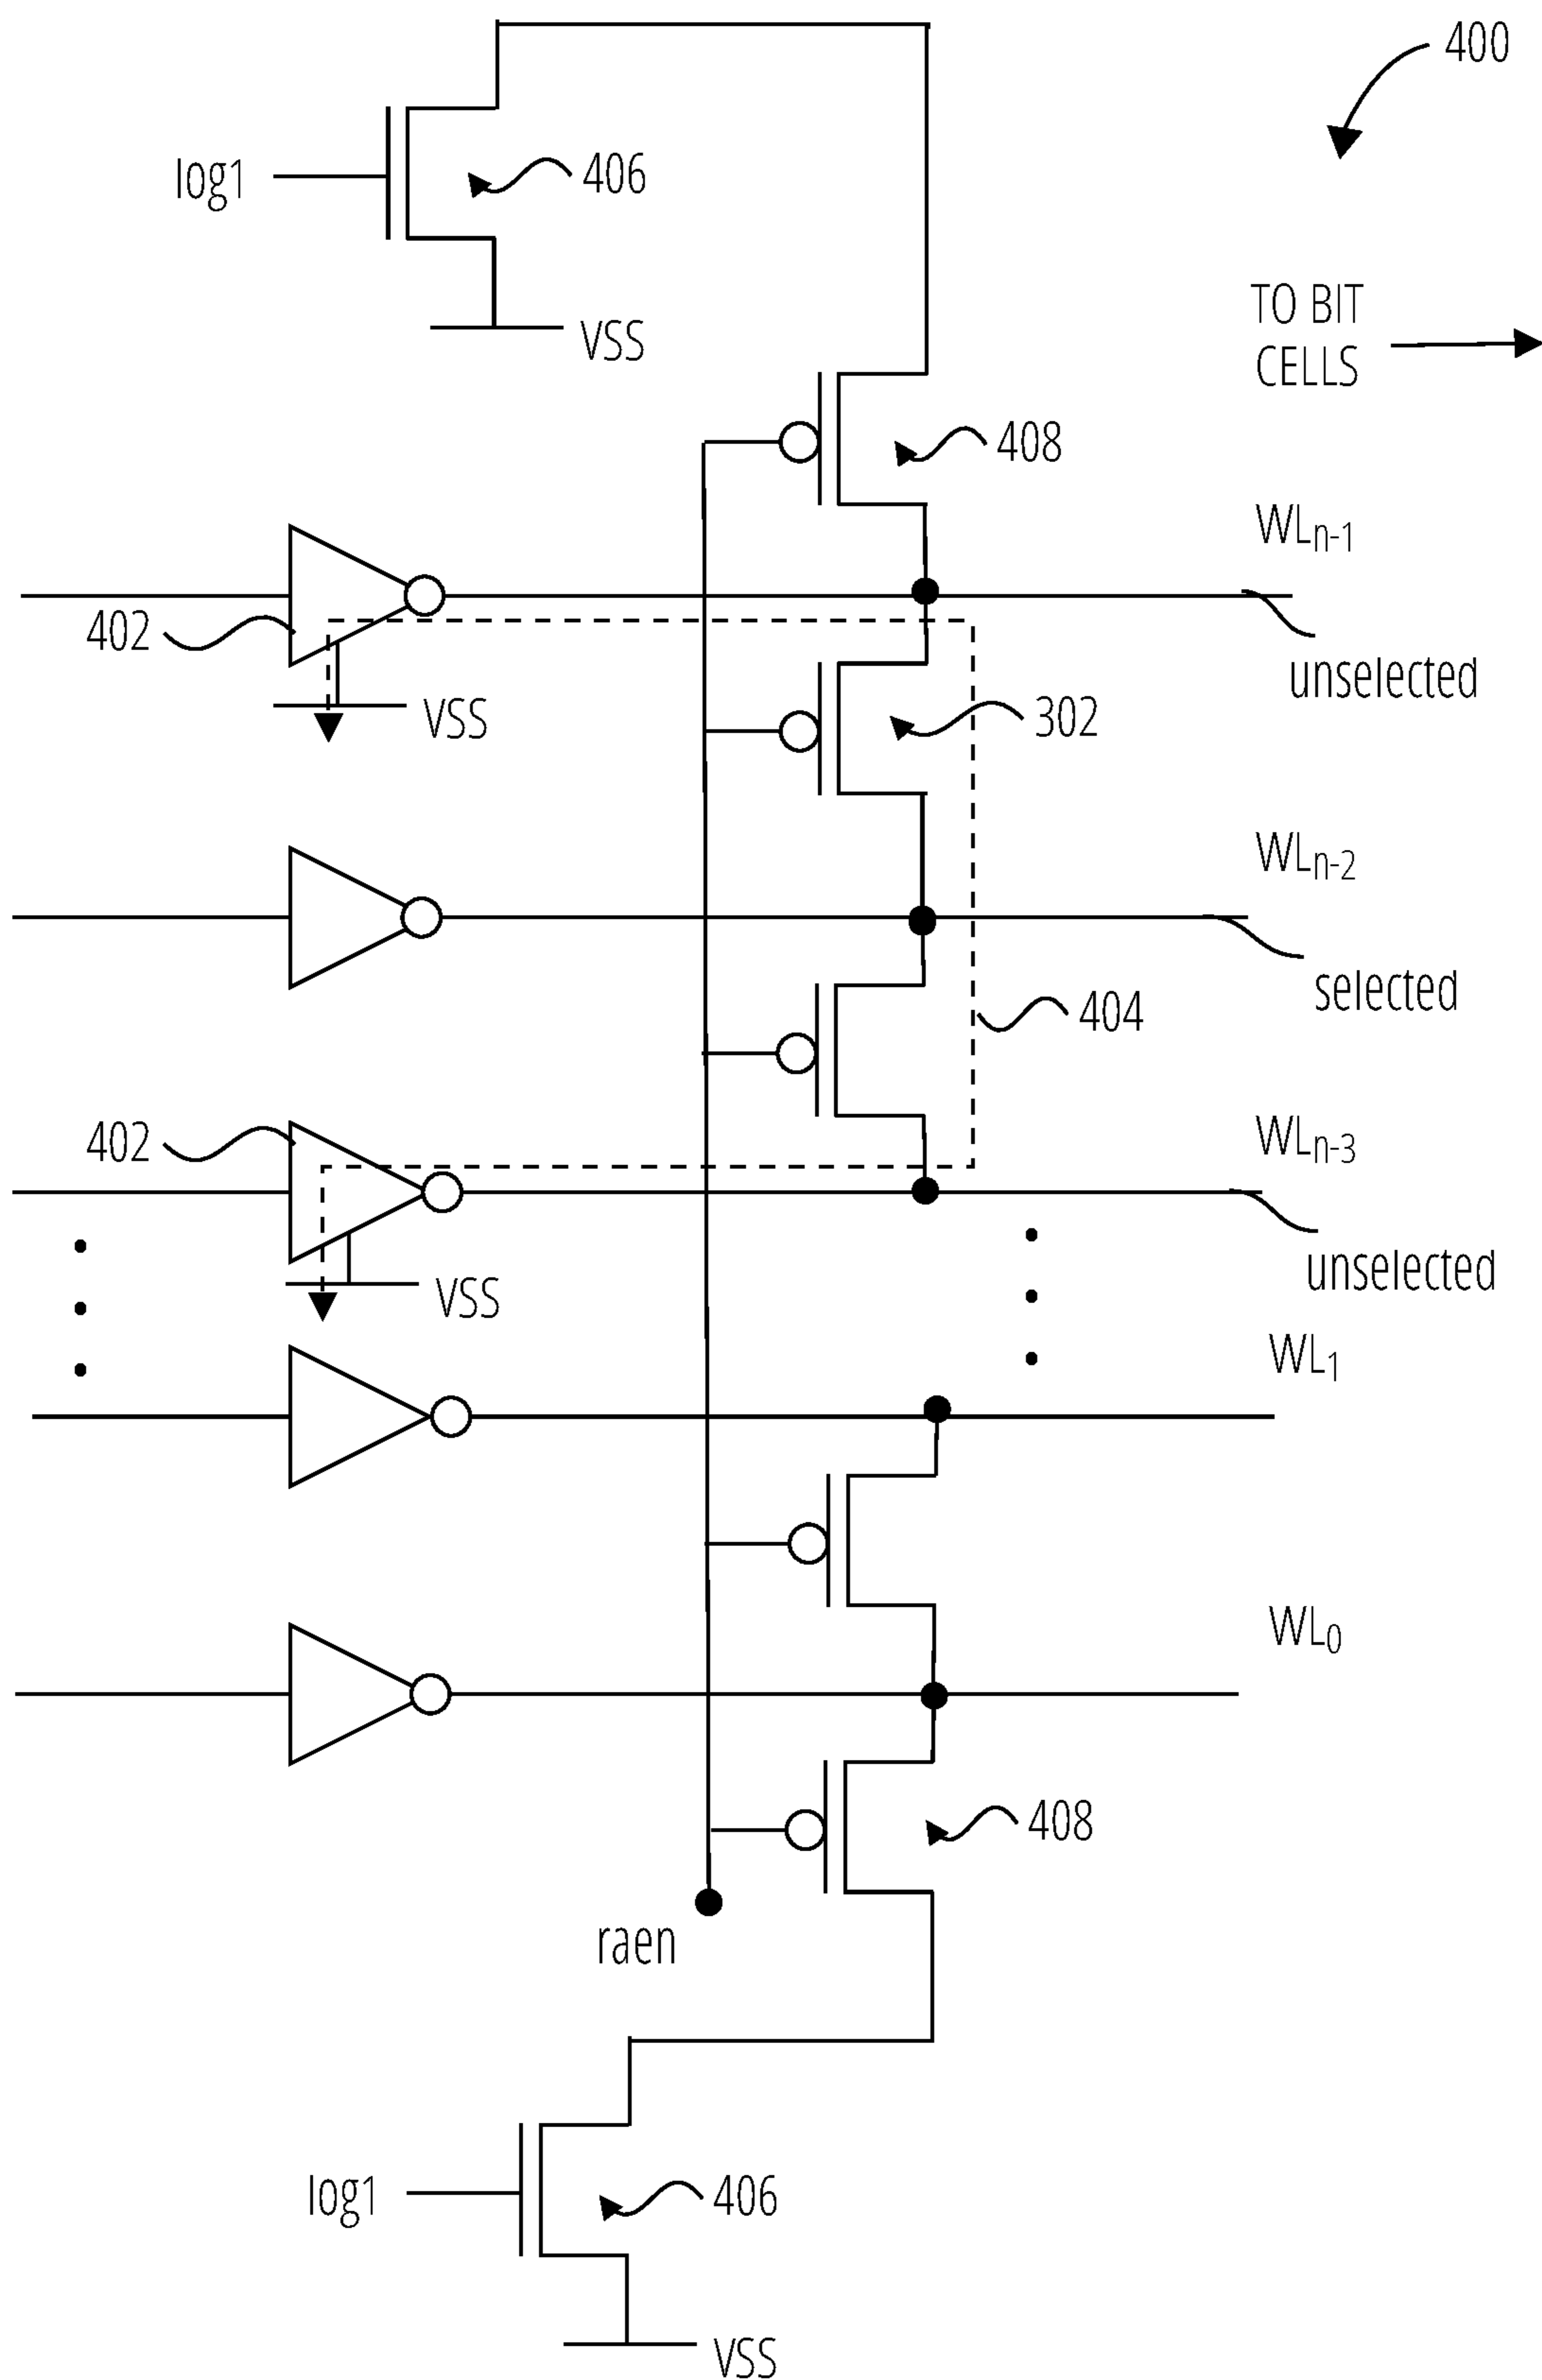 400
log1
406
VSS
TO BIT
CELLS
408
WLn-1
402
unselected
VSS
302
WLn-2
selected
404
402
WLn-3
unselected
VSS
WL1
WL0
408
raen
log1
406
VSS